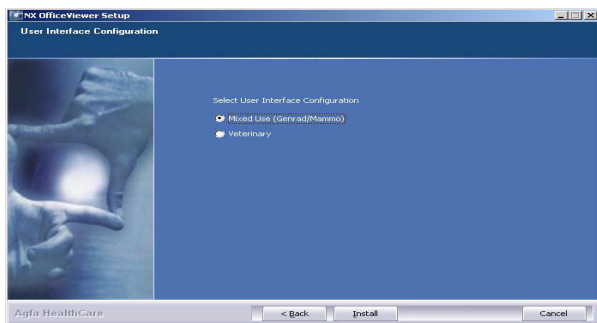 NX OfficeViewer Setup
User Interface Configuration
Select User Interface Configuration
Mixed Use (Genrad/Mammo)
Veterinary
Agfa HealthCare
< Back
Install
Cancel